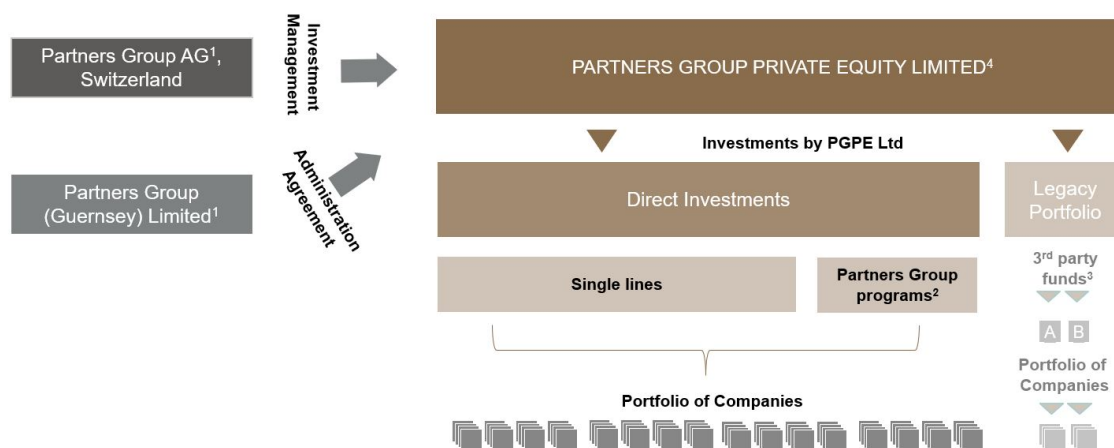 Partners Group AG¹,
Switzerland
Investment
Management
PARTNERS GROUP PRIVATE EQUITY LIMITED⁴
Investments by PGPE Ltd
Partners Group
(Guernsey) Limited¹
Administration
Agreement
Direct Investments
Legacy
Portfolio
Single lines
Partners Group
programs²
3rd party
funds³
A B
Portfolio of
Companies
Portfolio of Companies